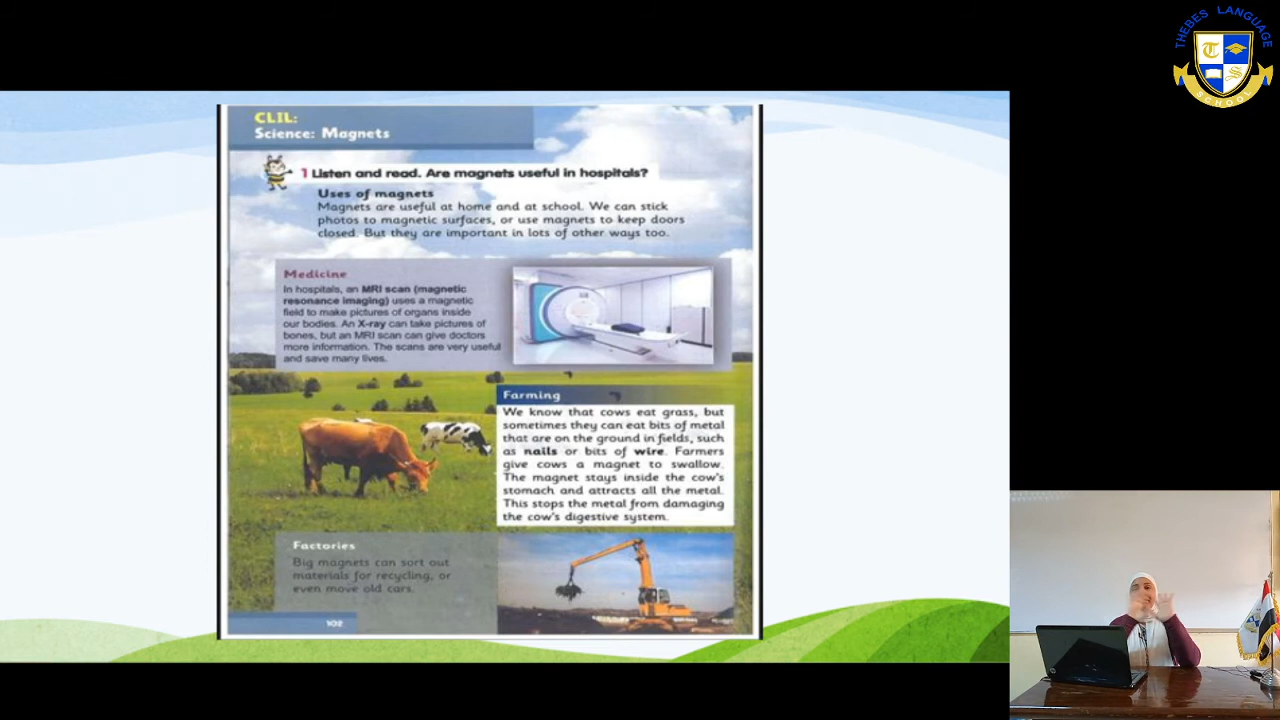 THEBES LANGUAGE
SCHOOL
CLIL:
Science: Magnets
1 Listen and read. Are magnets useful in hospitals?
Uses of magnets
Magnets are useful at home and at school. We can stick
photos to magnetic surfaces, or use magnets to keep doors
closed. But they are important in lots of other ways too.
Medicine
In hospitals, an MRI scan (magnetic
resonance imaging) uses a magnetic
field to make pictures of organs inside
our bodies. An X-ray can take pictures of
bones, but an MRI scan can give doctors
more information. The scans are very useful
and save many lives.
Farming
We know that cows eat grass, but
sometimes they can eat bits of metal
that are on the ground in fields, such
as nails or bits of wire. Farmers
give cows a magnet to swallow.
The magnet stays inside the cow's
stomach and attracts all the metal.
This stops the metal from damaging
the cow's digestive system.
Factories
Big magnets can sort out
materials for recycling, or
even move old cars.
102